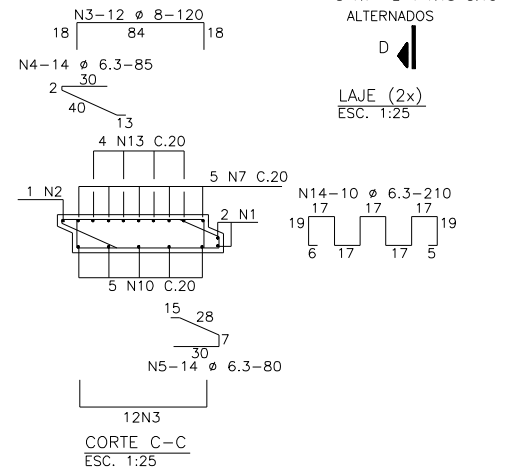 N3-12 ø 8-120
18 84 18
N4-14 ø 6.3-85
30
2
40
13
ALTERNADOS
D
LAJE (2x)
ESC. 1:25
4 N13 C.20
5 N7 C.20
1 N2
2 N1
5 N10 C.20
N14-10 ø 6.3-210
17 17 17
19 19
6 17 17 5
15
28
7
30
N5-14 ø 6.3-80
12N3
CORTE C-C
ESC. 1:25